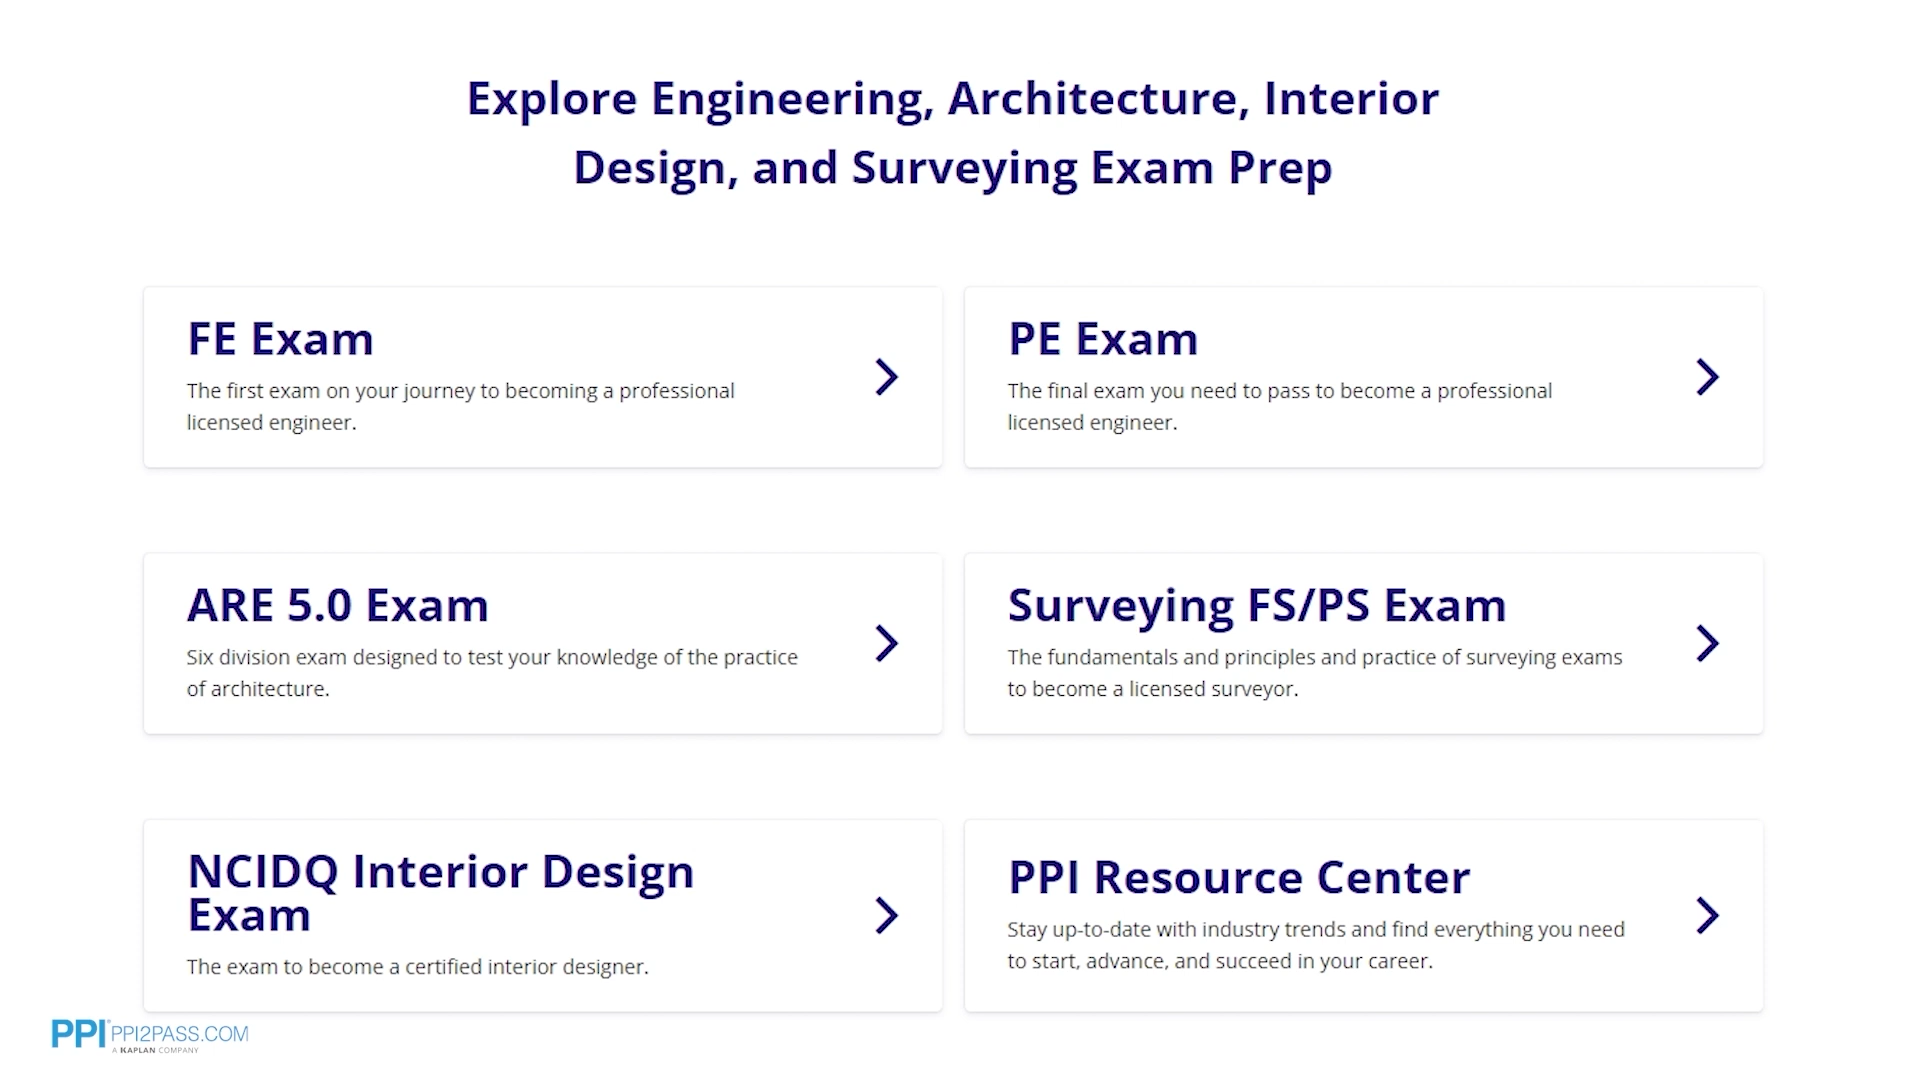 Explore Engineering, Architecture, Interior
Design, and Surveying Exam Prep
FE Exam
The first exam on your journey to becoming a professional
licensed engineer.
PE Exam
The final exam you need to pass to become a professional
licensed engineer.
ARE 5.0 Exam
Six division exam designed to test your knowledge of the practice
of architecture.
Surveying FS/PS Exam
The fundamentals and principles and practice of surveying exams
to become a licensed surveyor.
NCIDQ Interior Design
Exam
The exam to become a certified interior designer.
PPI Resource Center
Stay up-to-date with industry trends and find everything you need
to start, advance, and succeed in your career.
PPI® PPI2PASS.COM
A KAPLAN COMPANY